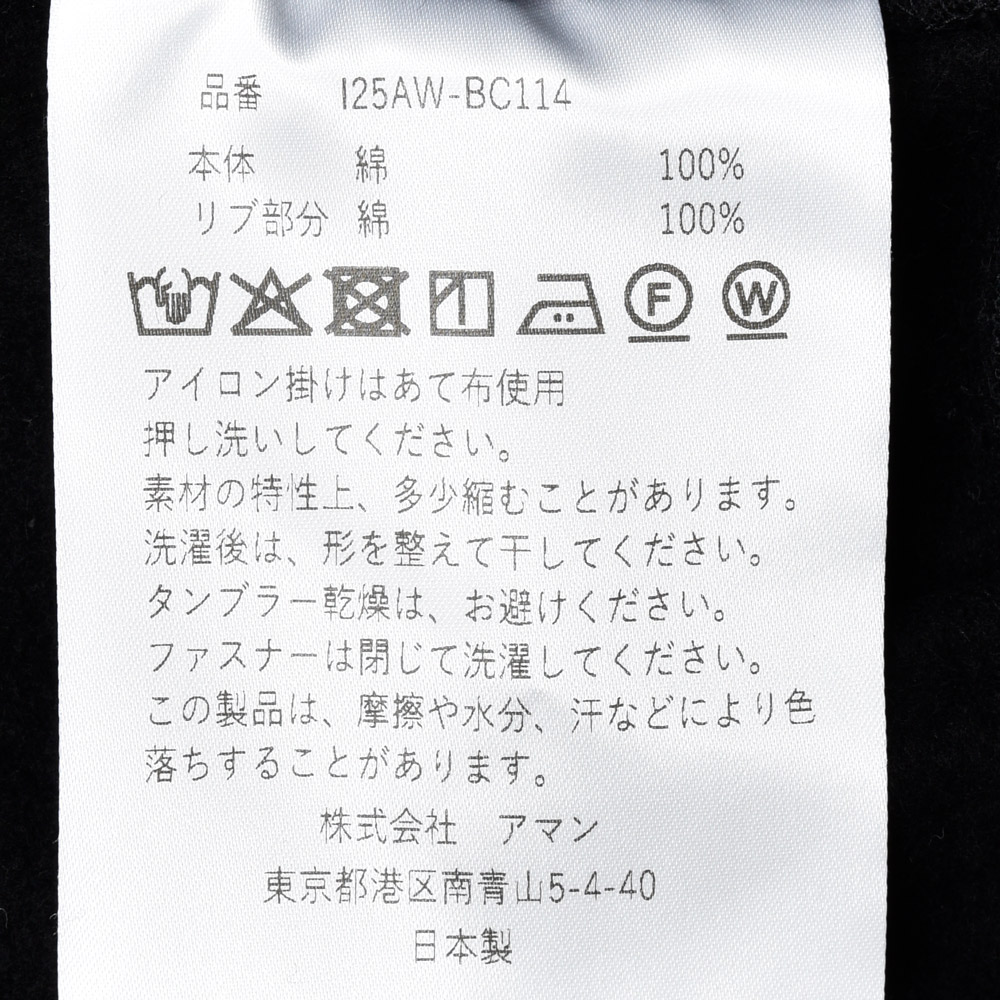 品番 I25AW-BC114
本体 綿 100%
リブ部分 綿 100%
F W
アイロン掛けはあて布使用
押し洗いしてください。
素材の特性上、多少縮むことがあります。
洗濯後は、形を整えて干してください。
タンブラー乾燥は、お避けください。
ファスナーは閉じて洗濯してください。
この製品は、摩擦や水分、汗などにより色
落ちすることがあります。
株式会社 アマン
東京都港区南青山5-4-40
日本製